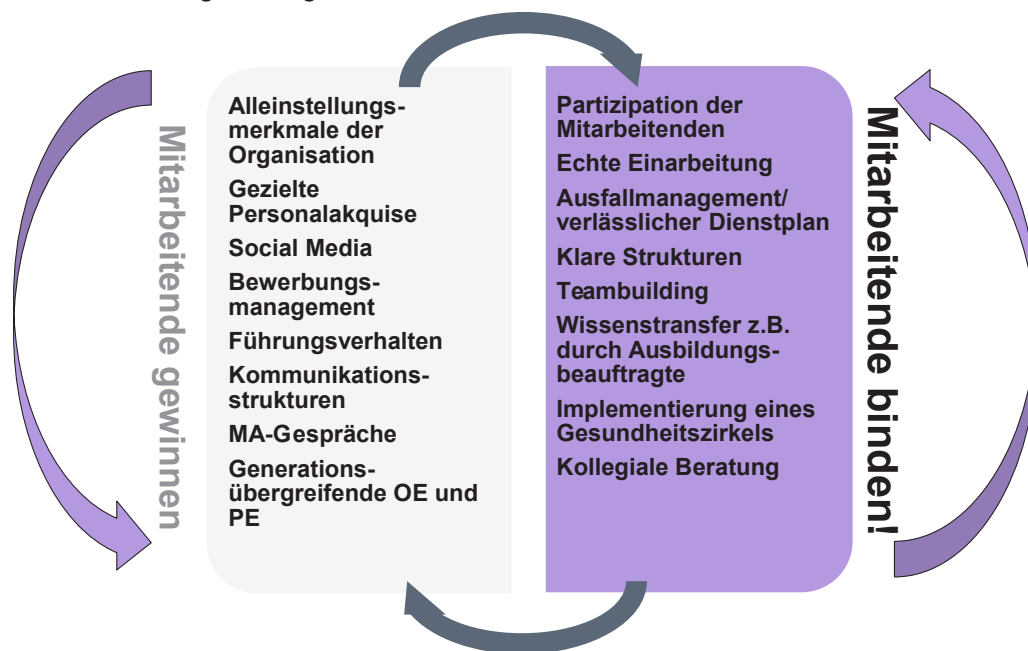 Mitarbeitende gewinnen
Alleinstellungs-
merkmale der
Organisation
Gezielte
Personalakquise
Social Media
Bewerbungs-
management
Führungsverhalten
Kommunikations-
strukturen
MA-Gespräche
Generations-
übergreifende OE und
PE
Partizipation der
Mitarbeitenden
Echte Einarbeitung
Ausfallmanagement/
verlässlicher Dienstplan
Klare Strukturen
Teambuilding
Wissenstransfer z.B.
durch Ausbildungs-
beauftragte
Implementierung eines
Gesundheitszirkels
Kollegiale Beratung
Mitarbeitende binden!